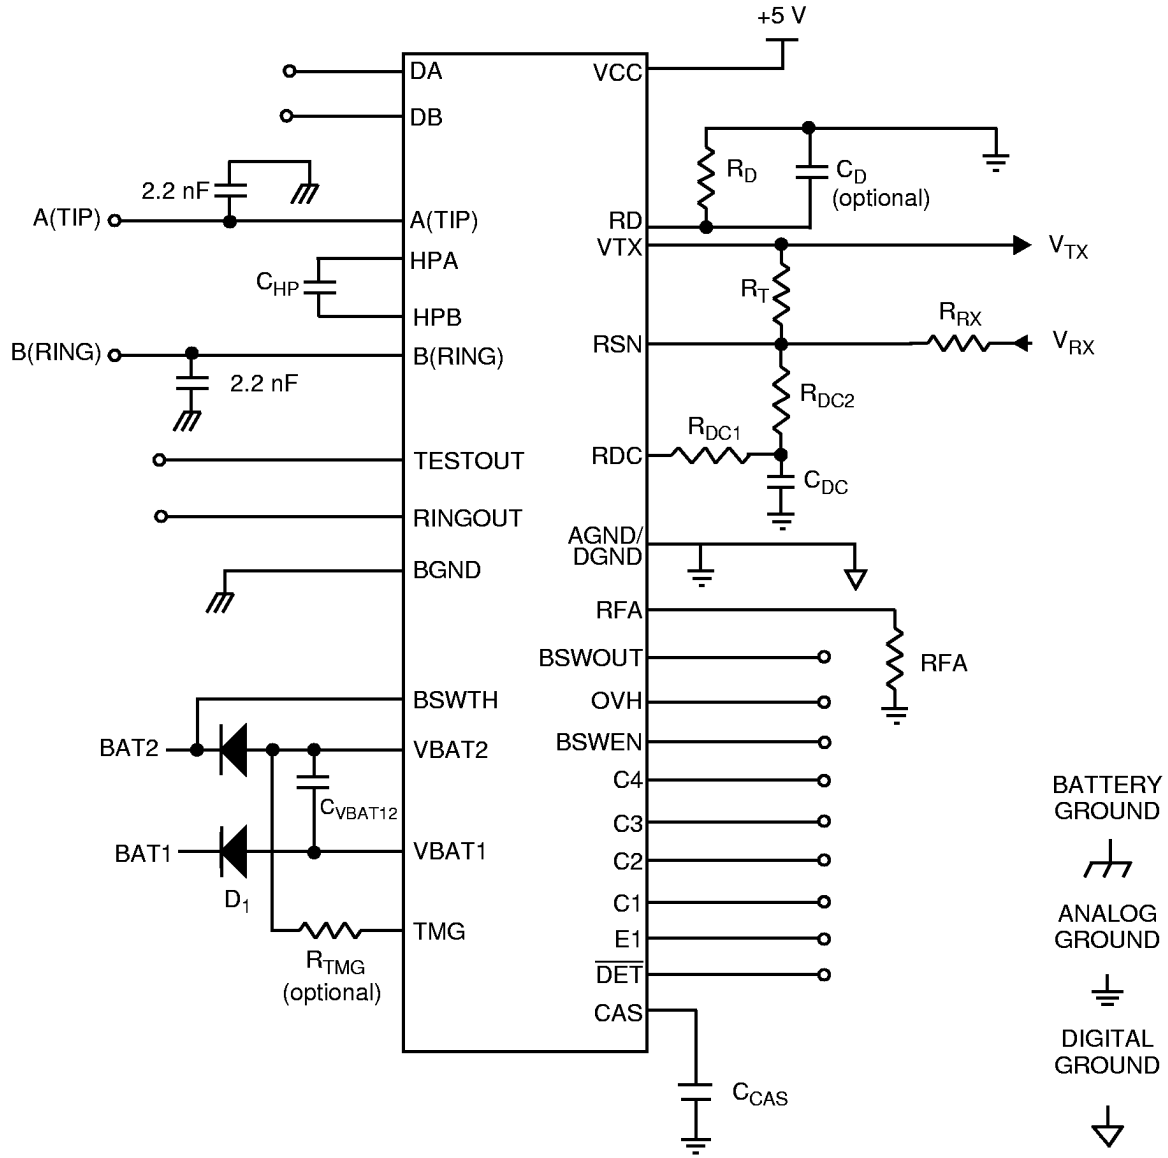 +5 V
DA
VCC
DB
R_D
C_D
(optional)
2.2 nF
A(TIP)
A(TIP)
RD
VTX
V_TX
HPA
C_HP
R_T
HPB
R_RX
RSN
V_RX
B(RING)
B(RING)
2.2 nF
R_DC2
R_DC1
RDC
TESTOUT
C_DC
RINGOUT
AGND/
DGND
BGND
RFA
BSWOUT
RFA
BSWTH
OVH
BAT2
VBAT2
BSWEN
C4
BATTERY
GROUND
C_VBAT12
C3
BAT1
VBAT1
C2
D_1
C1
ANALOG
GROUND
TMG
E1
R_TMG
(optional)
DET
CAS
DIGITAL
GROUND
C_CAS